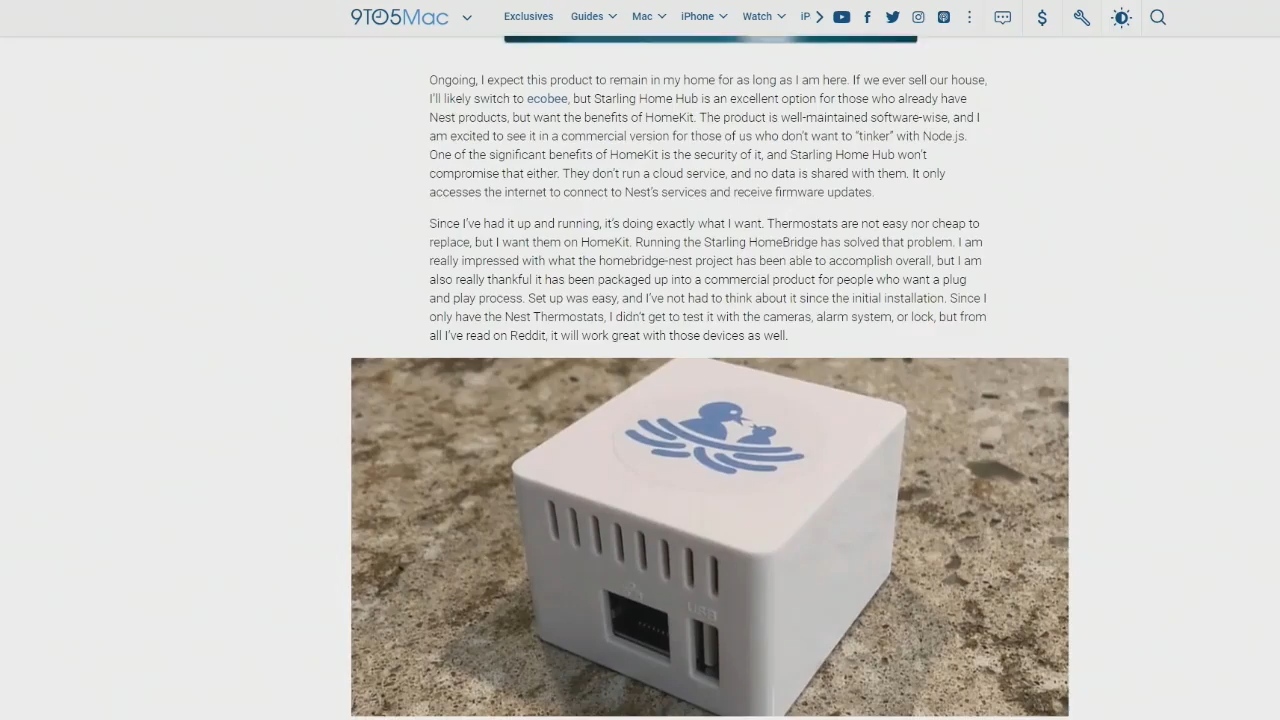 9TO5Mac
Exclusives Guides Mac iPhone Watch iP
Ongoing, I expect this product to remain in my home for as long as I am here. If we ever sell our house,
I'll likely switch to ecobee, but Starling Home Hub is an excellent option for those who already have
Nest products, but want the benefits of HomeKit. The product is well-maintained software-wise, and I
am excited to see it in a commercial version for those of us who don't want to “tinker” with Node.js.
One of the significant benefits of HomeKit is the security of it, and Starling Home Hub won't
compromise that either. They don't run a cloud service, and no data is shared with them. It only
accesses the internet to connect to Nest's services and receive firmware updates.
Since I've had it up and running, it's doing exactly what I want. Thermostats are not easy nor cheap to
replace, but I want them on HomeKit. Running the Starling HomeBridge has solved that problem. I am
really impressed with what the homebridge-nest project has been able to accomplish overall, but I am
also really thankful it has been packaged up into a commercial product for people who want a plug
and play process. Set up was easy, and I've not had to think about it since the initial installation. Since I
only have the Nest Thermostats, I didn't get to test it with the cameras, alarm system, or lock, but from
all I've read on Reddit, it will work great with those devices as well.
USB